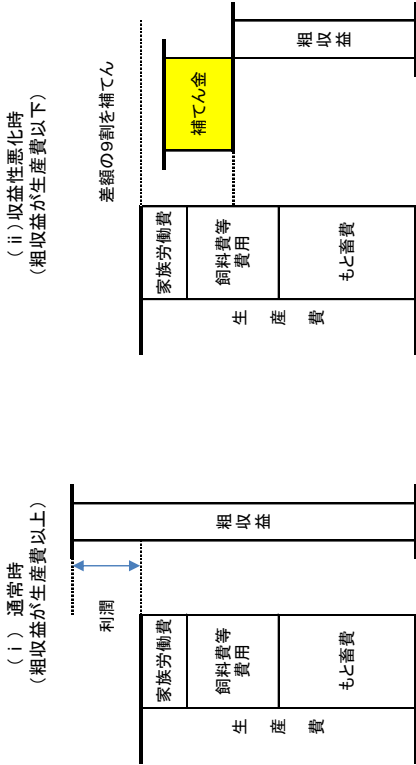 (ⅰ) 通常時
(粗収益が生産費以上)
利潤
粗収益
家族労働費
飼料費等
費用
もと畜費
生産費
(ⅱ)収益性悪化時
(粗収益が生産費以下)
差額の9割を補てん
補てん金
粗収益
家族労働費
飼料費等
費用
もと畜費
生産費